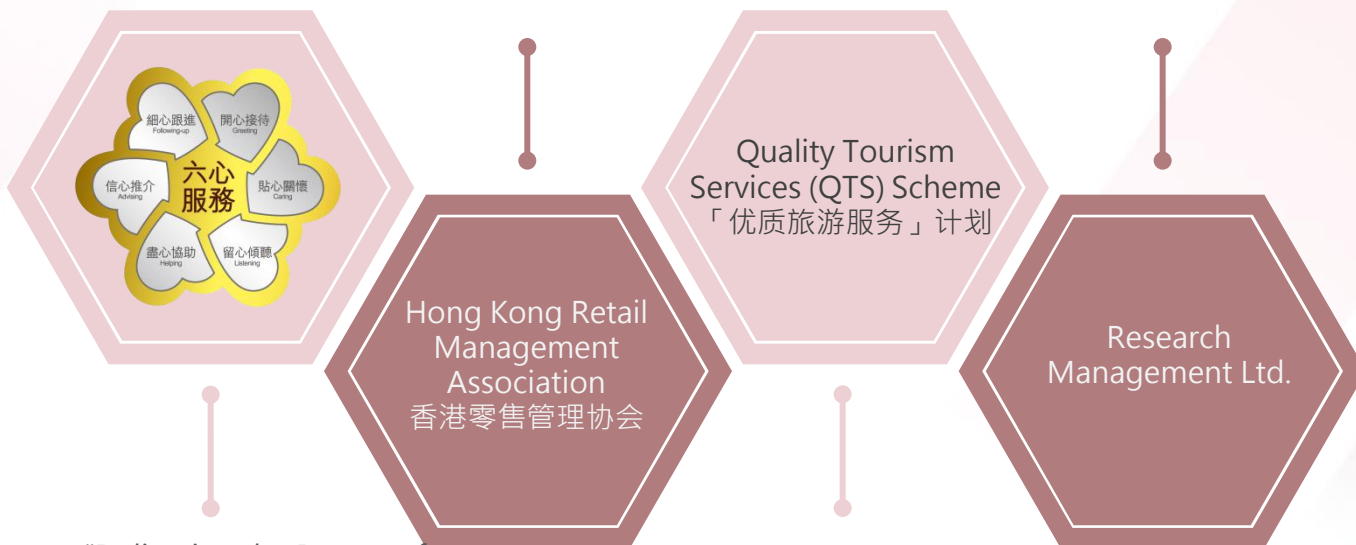 細心跟進
Following-up
開心接待
Greeting
信心推介
Advising
六心
服務
貼心關懷
Caring
盡心協助
Helping
留心傾聽
Listening
Hong Kong Retail
Management
Association
香港零售管理协会
Quality Tourism
Services (QTS) Scheme
「优质旅游服务」计划
Research
Management Ltd.